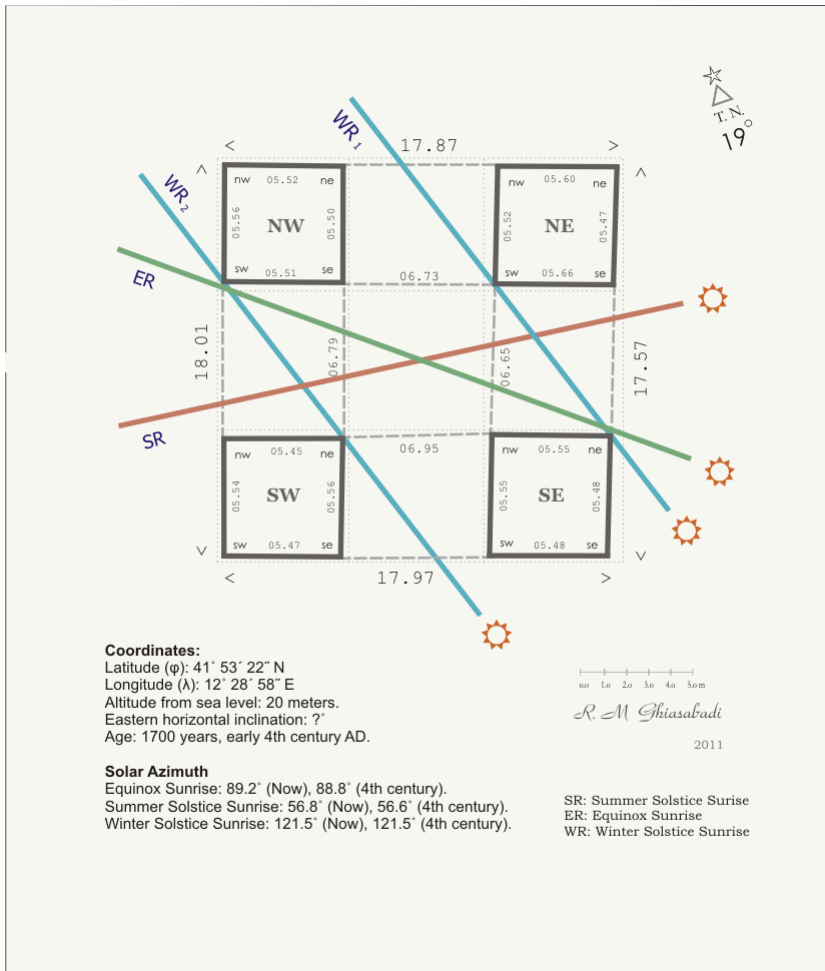 T. N.
19°
WR1
< 17.87 >
WR2
nw 05.52 ne
05.56
NW
05.50
sw 05.51 se
nw 05.60 ne
05.52
NE
05.47
sw 05.66 se
ER
06.73
18.01
06.79
06.65
17.57
SR
06.95
nw 05.45 ne
05.54
SW
05.56
sw 05.47 se
nw 05.55 ne
05.55
SE
05.48
sw 05.48 se
< 17.97 >
Coordinates:
Latitude (φ): 41° 53´ 22˝ N
Longitude (λ): 12° 28´ 58˝ E
Altitude from sea level: 20 meters.
Eastern horizontal inclination: ?°
Age: 1700 years, early 4th century AD.
0.0 1.0 2.0 3.0 4.0 5.0 m
R. M Ghiasabadi
2011
Solar Azimuth
Equinox Sunrise: 89.2° (Now), 88.8° (4th century).
Summer Solstice Sunrise: 56.8° (Now), 56.6° (4th century).
Winter Solstice Sunrise: 121.5° (Now), 121.5° (4th century).
SR: Summer Solstice Surise
ER: Equinox Sunrise
WR: Winter Solstice Sunrise